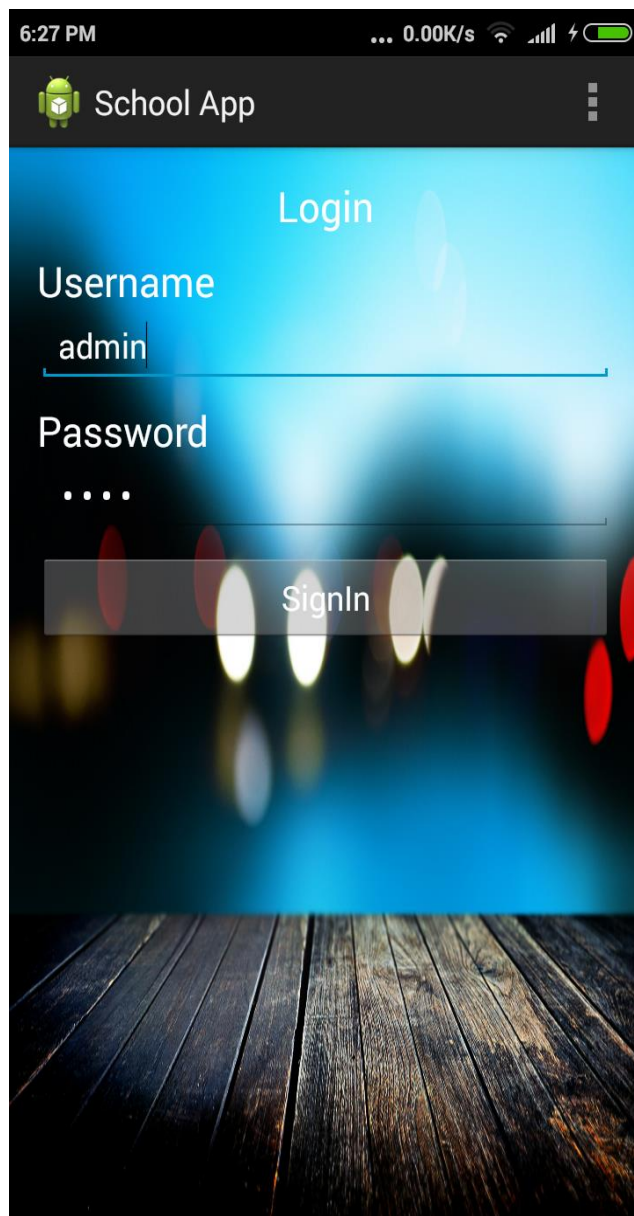 6:27 PM ... 0.00K/s
School App
Login
Username
admin
Password
....
SignIn